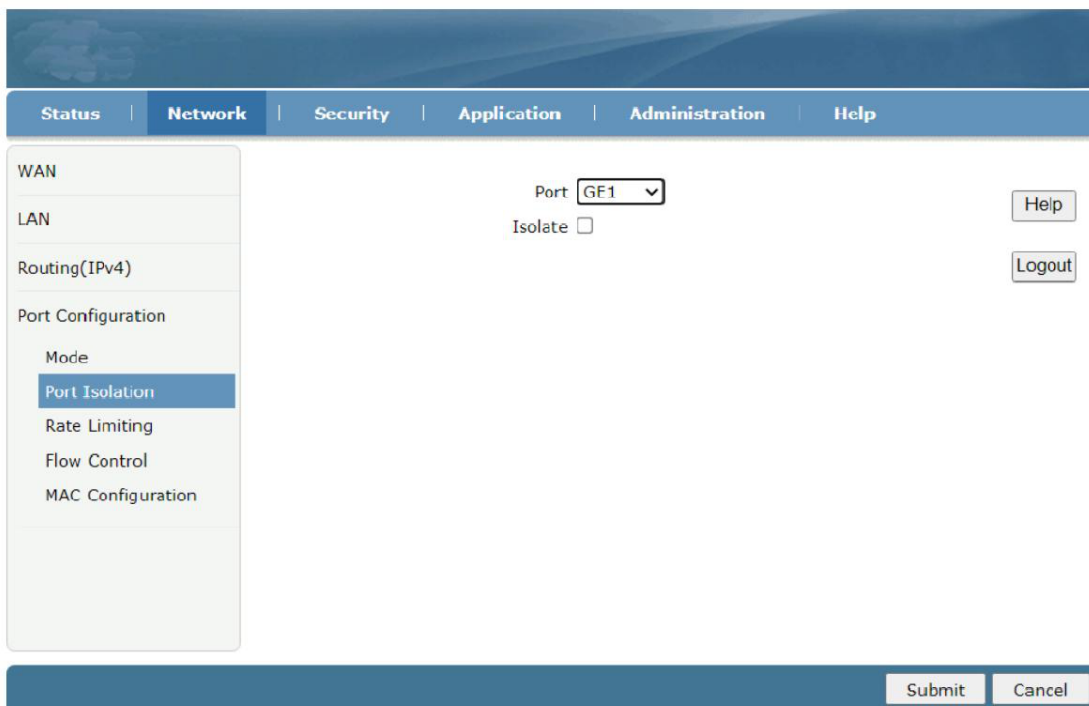 Status | Network | Security | Application | Administration | Help
WAN
LAN
Routing(IPv4)
Port Configuration
Mode
Port Isolation
Rate Limiting
Flow Control
MAC Configuration
Port GE1
Isolate
Help
Logout
Submit Cancel